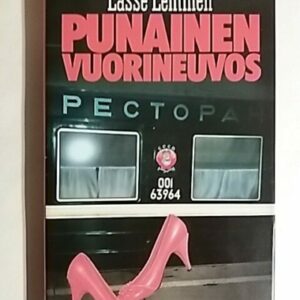 Lasse Lehtinen
PUNAINEN
VUORINEUVOS
РЕСТОРА
001
63964